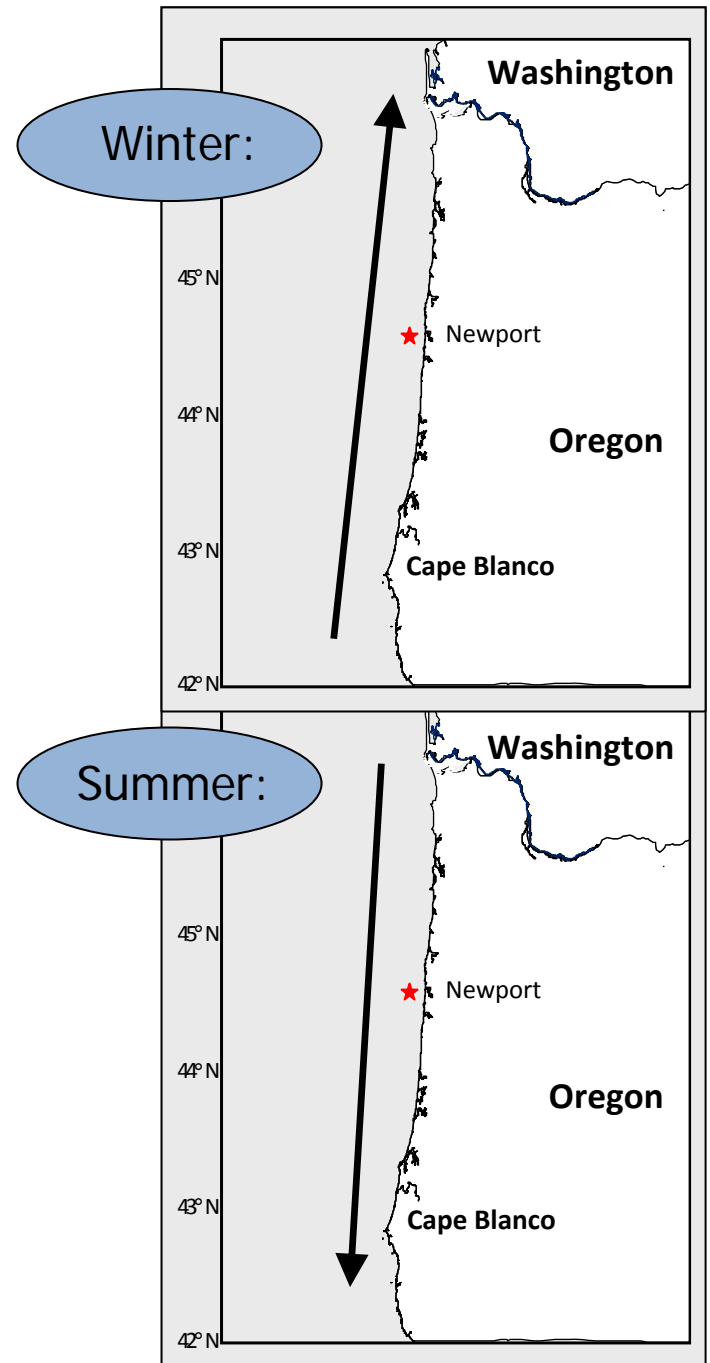 Washington
Winter:
45° N
Newport
44° N
Oregon
43° N
Cape Blanco
42° N
Washington
Summer:
45° N
Newport
44° N
Oregon
43° N
Cape Blanco
42° N